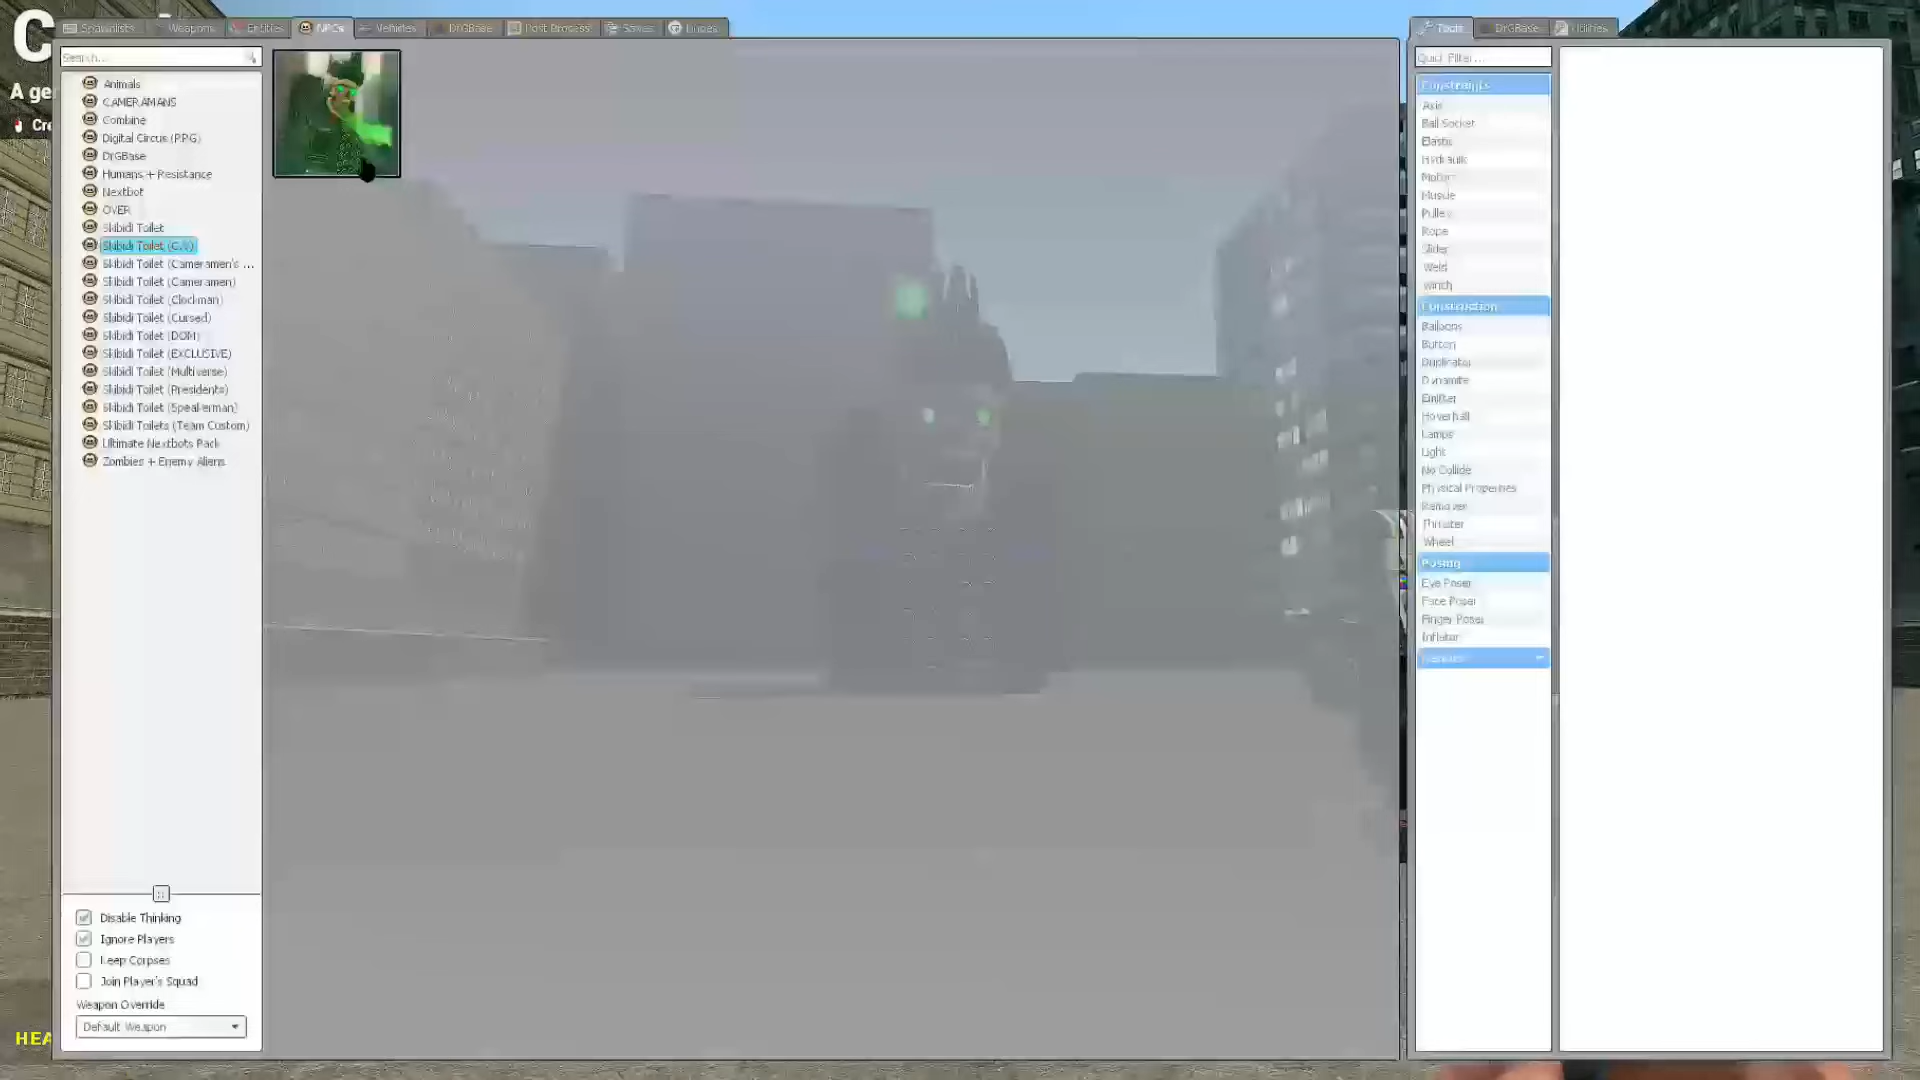 C
A ge
Cre
HEA
Spawnlists
Weapons
Entities
NPCs
Vehicles
DrGBase
Post Process
Saves
Dupes
Search...
Animals
CAMERAMANS
Combine
Digital Circus (RPG)
DrGBase
Humans + Resistance
Nextbot
OVER
Skibidi Toilet
Skibidi Toilet (Cameramen's ...
Skibidi Toilet (Cameramen)
Skibidi Toilet (Clockman)
Skibidi Toilet (Cursed)
Skibidi Toilet (DOM)
Skibidi Toilet (EXCLUSIVE)
Skibidi Toilet (Multiverse)
Skibidi Toilet (Presidents)
Skibidi Toilet (Speakerman)
Skibidi Toilets (Team Custom)
Ultimate Nextbots Pack
Zombies + Enemy Aliens
Disable Thinking
Ignore Players
Keep Corpses
Join Player's Squad
Weapon Override
Default Weapon
Tools
DrGBase
Utilities
Quick Filter...
Constraints
Axis
Ball Socket
Elastic
Hydraulic
Motor
Muscle
Pulley
Rope
Slider
Weld
Winch
Construction
Balloons
Button
Duplicator
Dynamite
Emitter
Hoverball
Lamps
Light
No Collide
Physical Properties
Remover
Thruster
Wheel
Posing
Eye Poser
Face Poser
Finger Poser
Inflator
Render